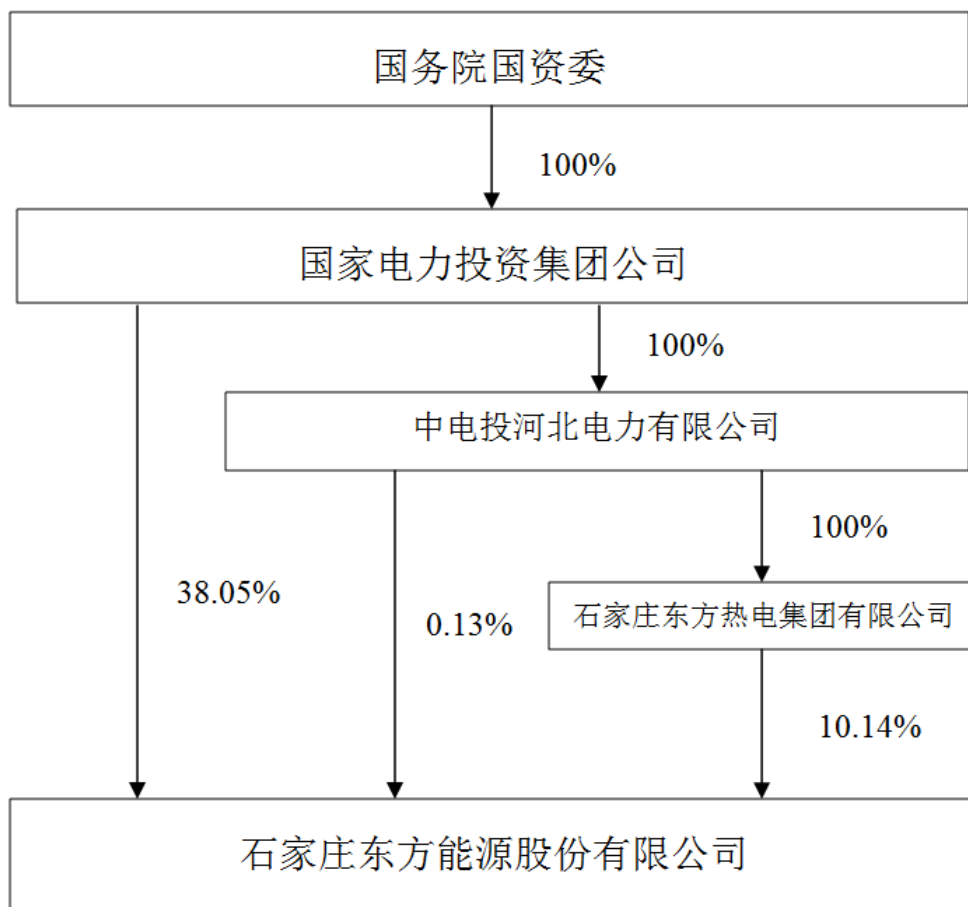 国务院国资委
100%
国家电力投资集团公司
100%
中电投河北电力有限公司
100%
38.05%
0.13%
石家庄东方热电集团有限公司
10.14%
石家庄东方能源股份有限公司